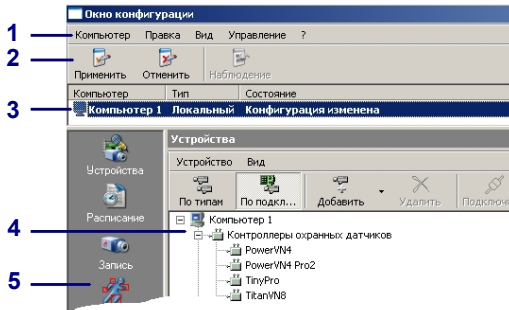 Окно конфигурации
1 Компьютер Правка Вид Управление ?
2
Применить Отменить Наблюдение
Компьютер Тип Состояние
3 Компьютер 1 Локальный Конфигурация изменена
Устройства
Устройства
Устройство Вид
По типам По подкл... Добавить Удалить Подключи
Расписание
Компьютер 1
4 Контроллеры охранных датчиков
PowerVN4
Запись
PowerVN4 Pro2
5 TinyPro
TitanVN8